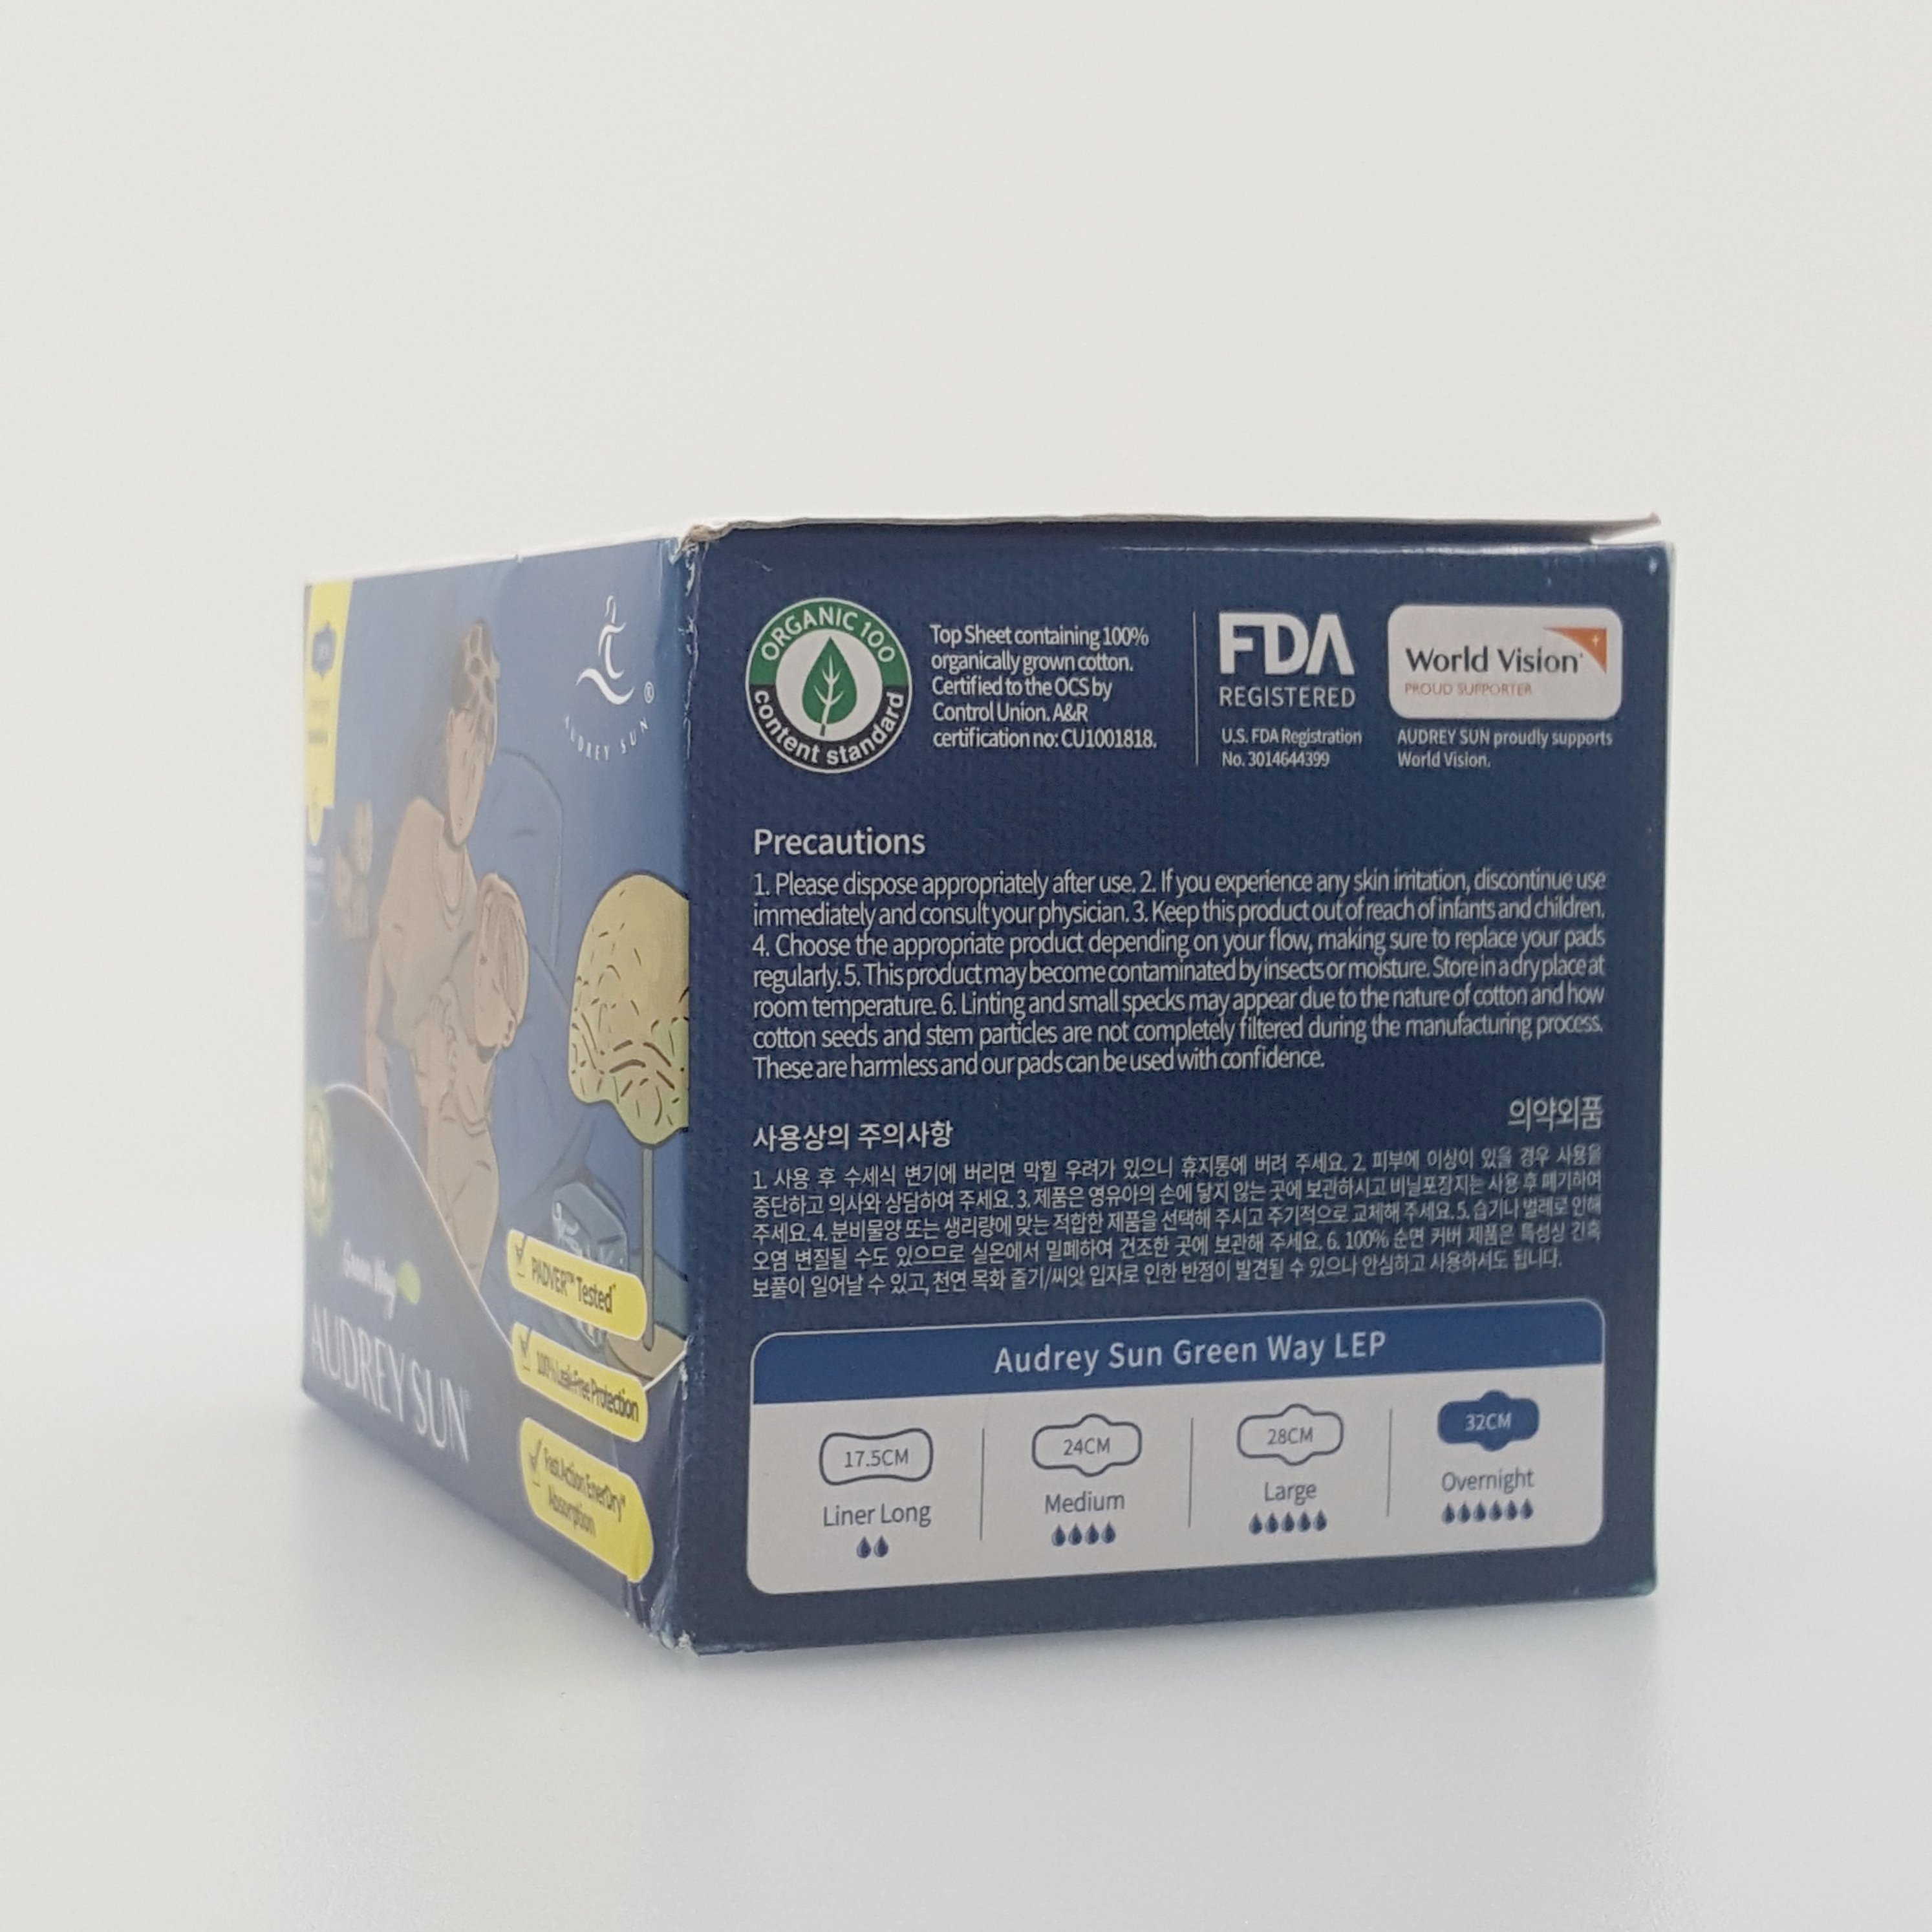 AUDREY SUN®
Green Way
AUDREY SUN®
PADVER™ Tested*
100% Leak-Free Protection
Fast Action EnerDry™
Absorption
ORGANIC 100
content standard
Top Sheet containing 100%
organically grown cotton.
Certified to the OCS by
Control Union. A&R
certification no: CU1001818.
FDA
REGISTERED
U.S. FDA Registration
No. 3014644399
World Vision
PROUD SUPPORTER
AUDREY SUN proudly supports
World Vision.
Precautions
1. Please dispose appropriately after use. 2. If you experience any skin irritation, discontinue use
immediately and consult your physician. 3. Keep this product out of reach of infants and children.
4. Choose the appropriate product depending on your flow, making sure to replace your pads
regularly. 5. This product may become contaminated by insects or moisture. Store in a dry place at
room temperature. 6. Linting and small specks may appear due to the nature of cotton and how
cotton seeds and stem particles are not completely filtered during the manufacturing process.
These are harmless and our pads can be used with confidence.
의약외품
사용상의 주의사항
1. 사용 후 수세식 변기에 버리면 막힐 우려가 있으니 휴지통에 버려 주세요. 2. 피부에 이상이 있을 경우 사용을
중단하고 의사와 상담하여 주세요. 3. 제품은 영유아의 손에 닿지 않는 곳에 보관하시고 비닐포장지는 사용 후 폐기하여
주세요. 4. 분비물양 또는 생리량에 맞는 적합한 제품을 선택해 주시고 주기적으로 교체해 주세요. 5. 습기나 벌레로 인해
오염 변질될 수도 있으므로 실온에서 밀폐하여 건조한 곳에 보관해 주세요. 6. 100% 순면 커버 제품은 특성상 간혹
보풀이 일어날 수 있고, 천연 목화 줄기/씨앗 입자로 인한 반점이 발견될 수 있으나 안심하고 사용하셔도 됩니다.
Audrey Sun Green Way LEP
17.5CM
Liner Long
24CM
Medium
28CM
Large
32CM
Overnight